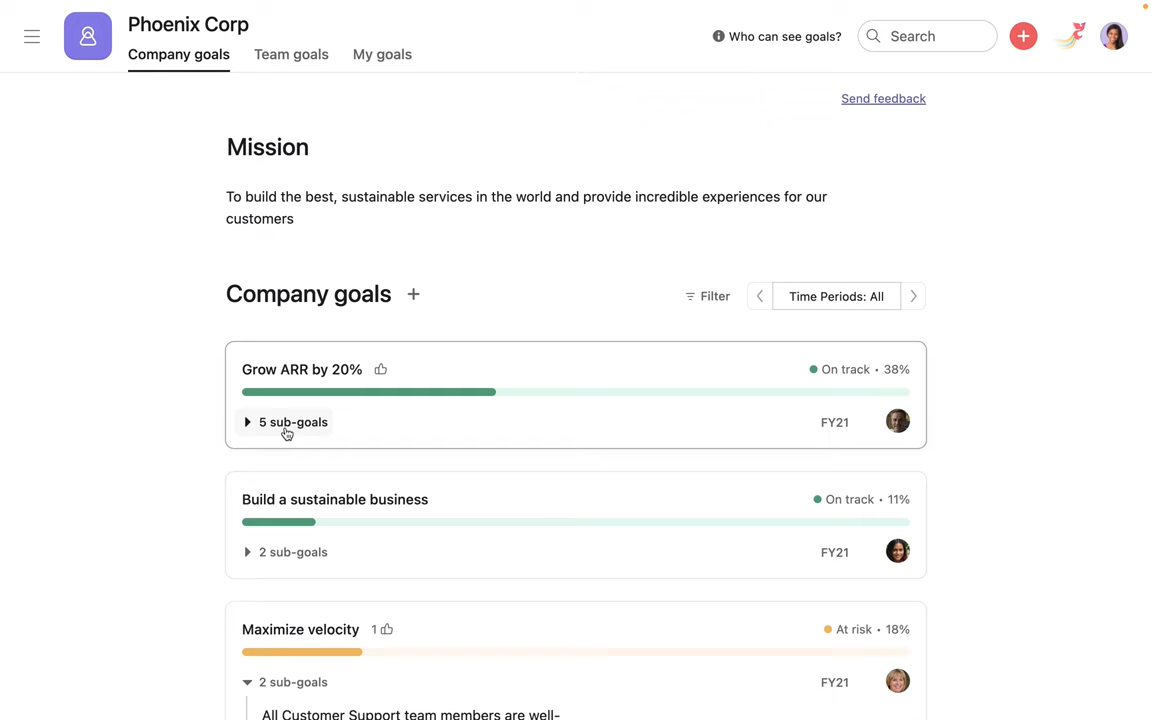 Phoenix Corp
Company goals
Team goals
My goals
Who can see goals?
Search
Send feedback
Mission
To build the best, sustainable services in the world and provide incredible experiences for our
customers
Company goals +
Filter
Time Periods: All
Grow ARR by 20%
On track • 38%
5 sub-goals
FY21
Build a sustainable business
On track • 11%
2 sub-goals
FY21
Maximize velocity
1
At risk • 18%
2 sub-goals
FY21
All Customer Support team members are well-